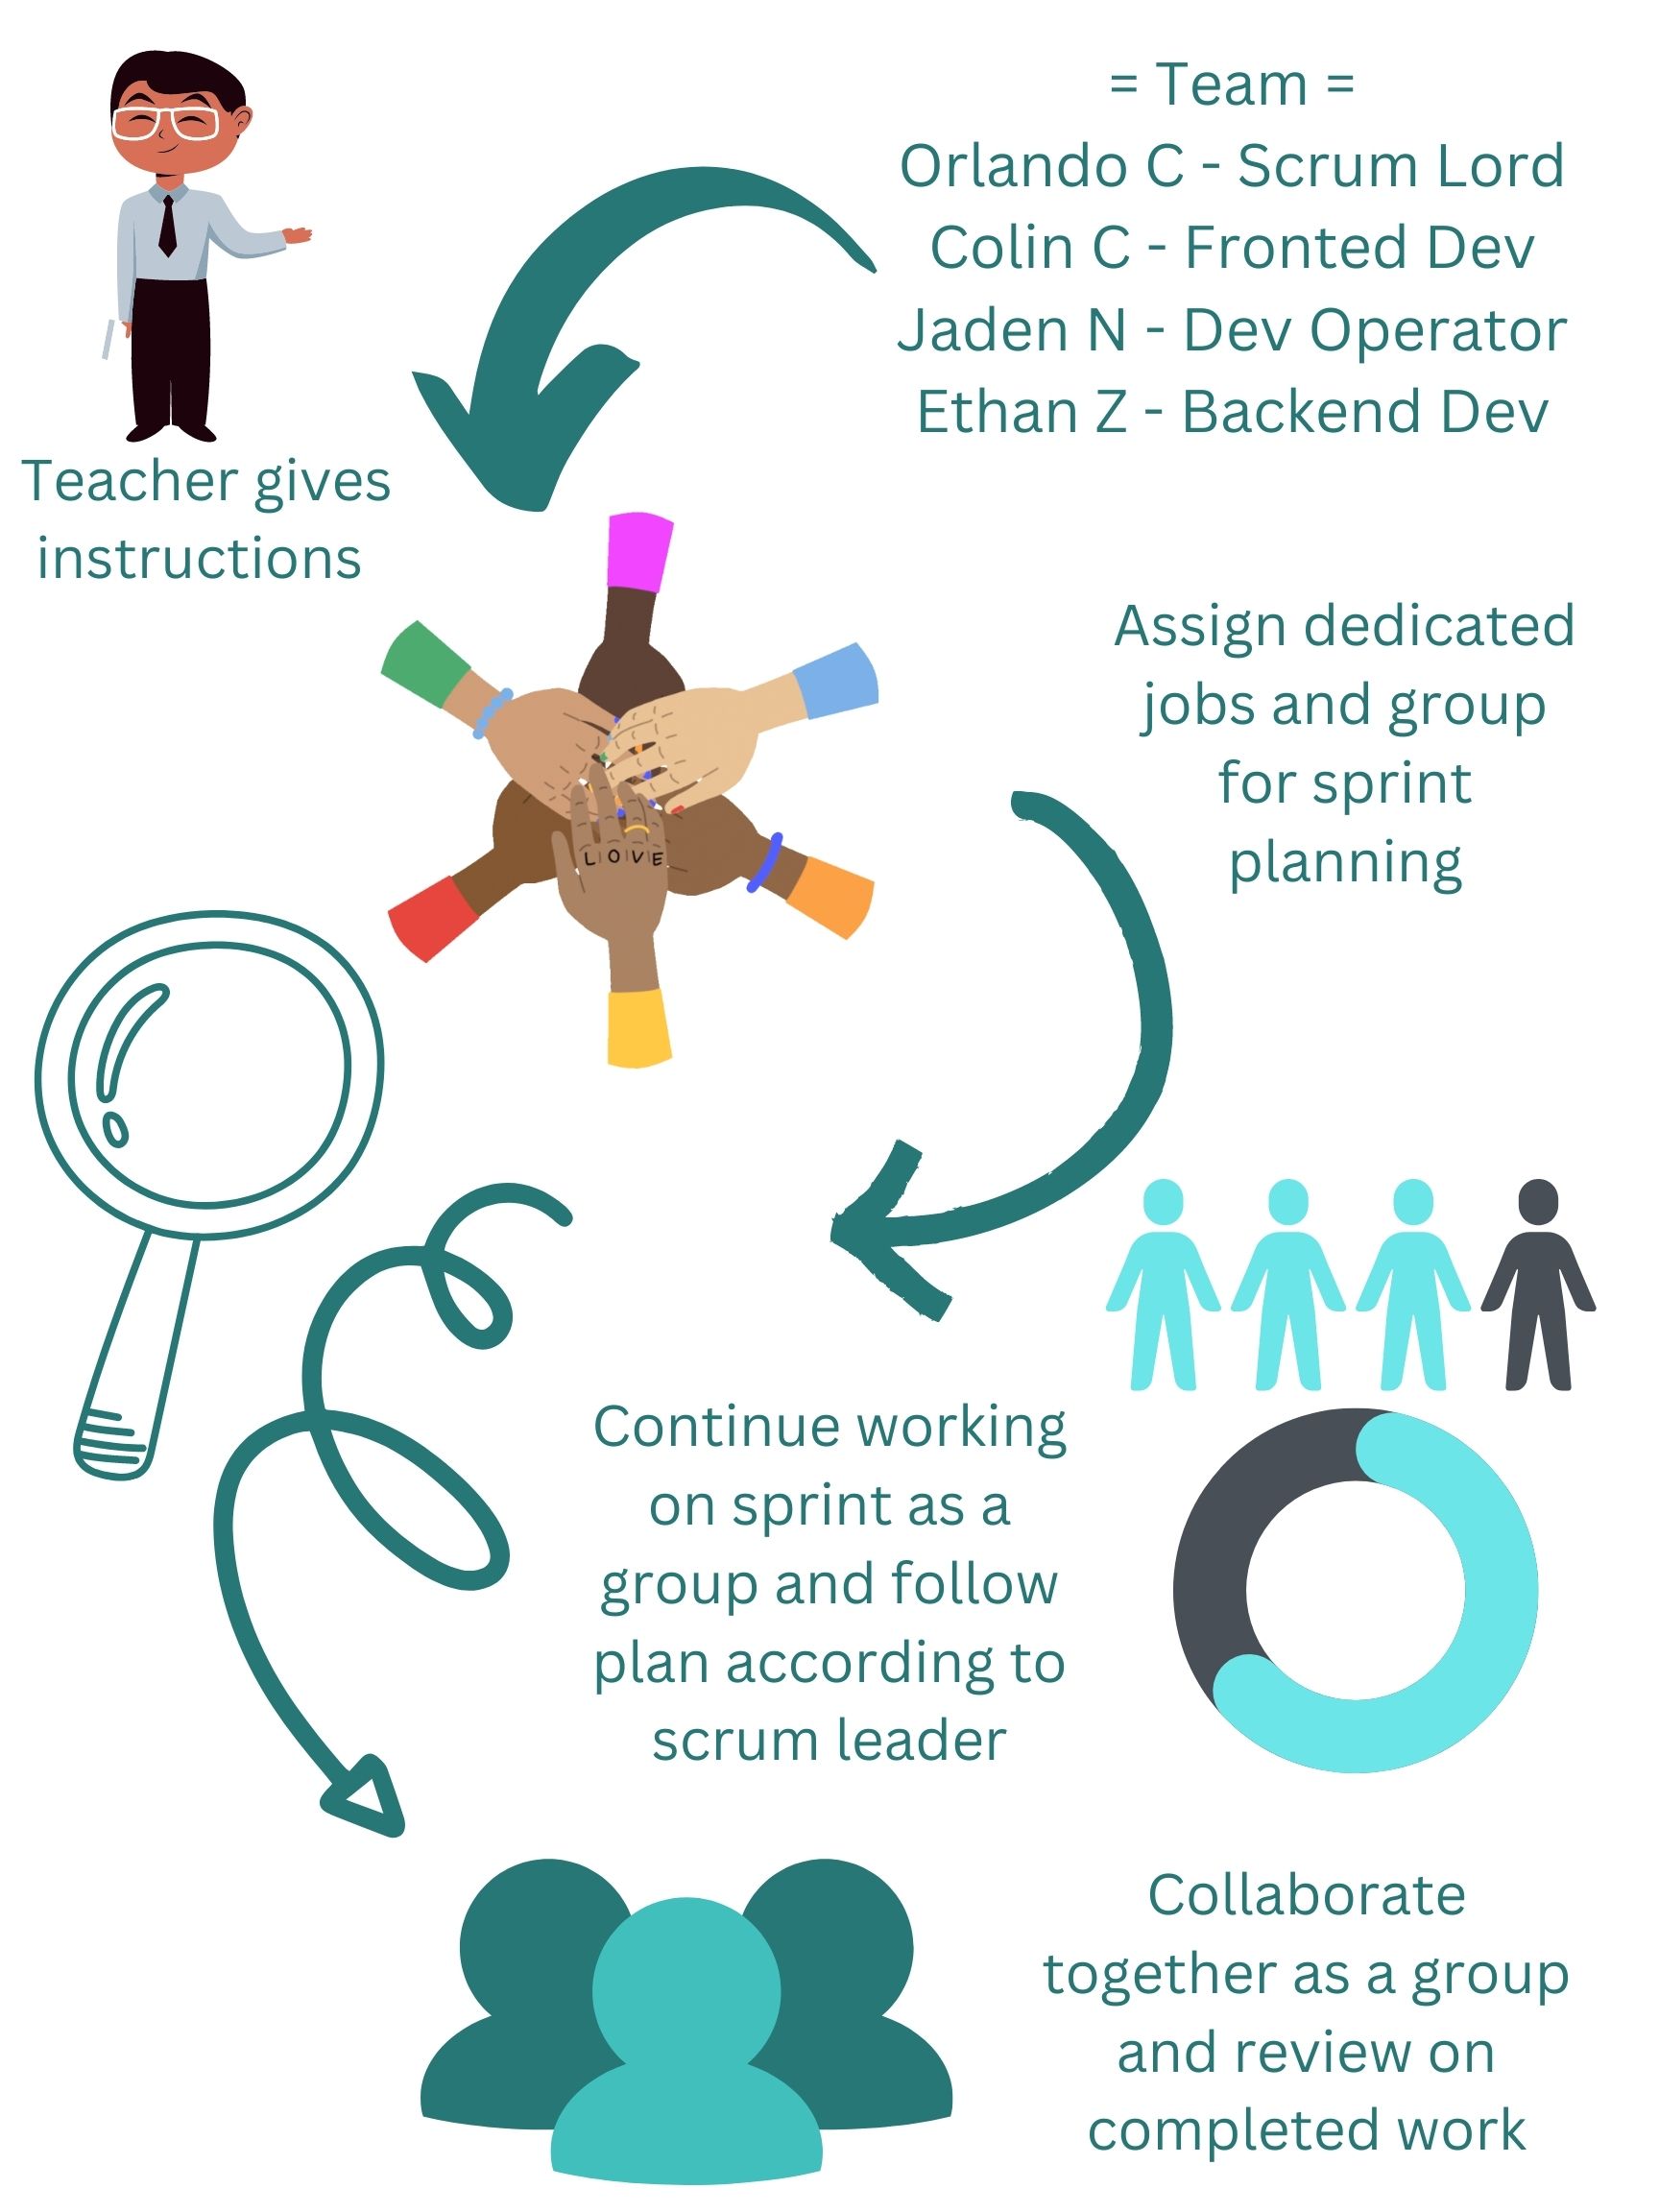 = Team =
Orlando C - Scrum Lord
Colin C - Fronted Dev
Jaden N - Dev Operator
Ethan Z - Backend Dev
Teacher gives
instructions
Assign dedicated
jobs and group
for sprint
planning
LOVE
Continue working
on sprint as a
group and follow
plan according to
scrum leader
Collaborate
together as a group
and review on
completed work